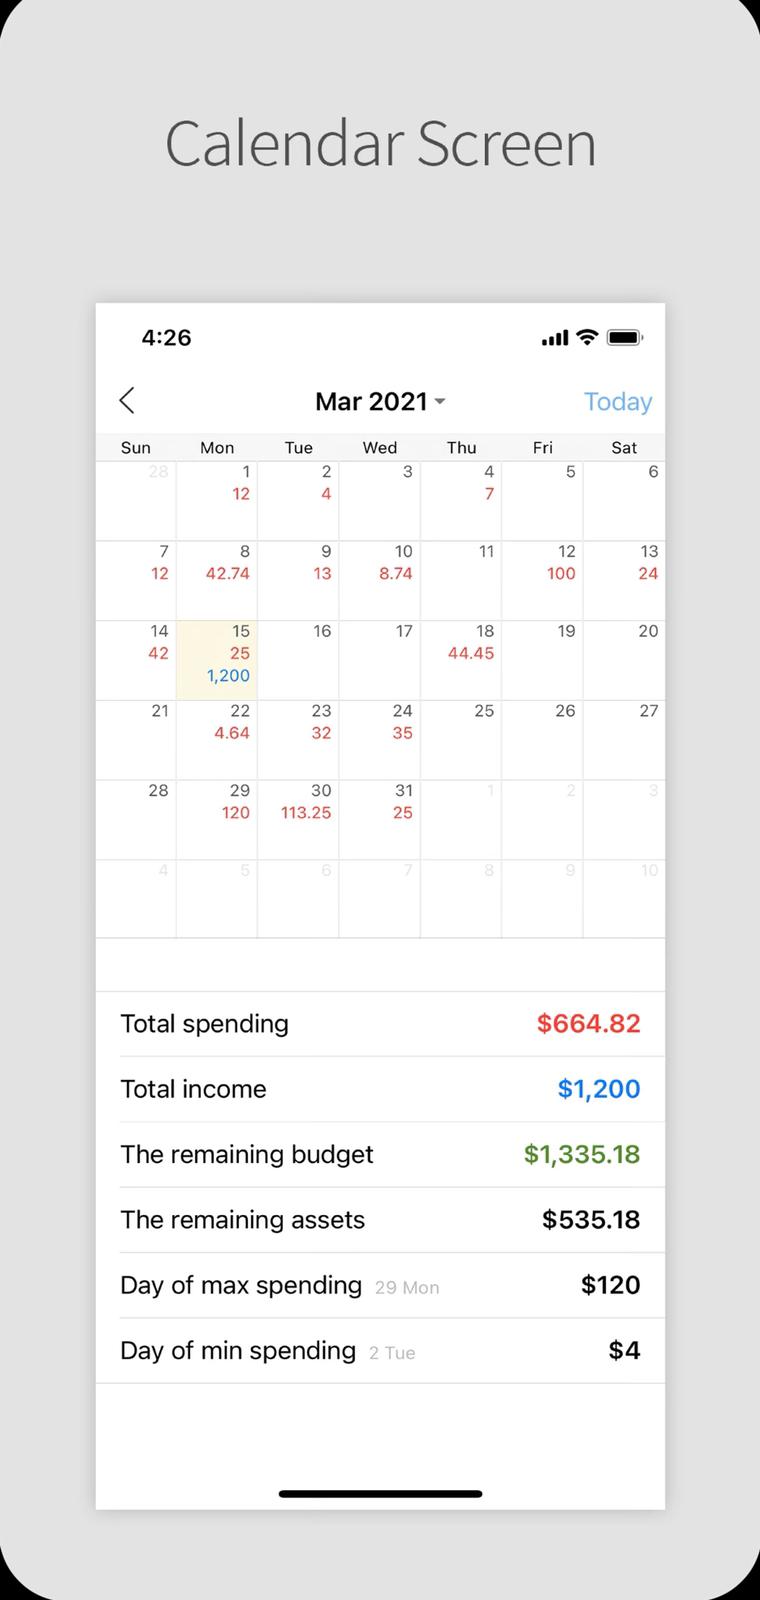 Calendar Screen
4:26
Mar 2021 Today
Sun Mon Tue Wed Thu Fri Sat
28 1 2 3 4 5 6
12 4 7
7 8 9 10 11 12 13
12 42.74 13 8.74 100 24
14 15 16 17 18 19 20
42 25 44.45
1,200
21 22 23 24 25 26 27
4.64 32 35
28 29 30 31 1 2 3
120 113.25 25
4 5 6 7 8 9 10
Total spending $664.82
Total income $1,200
The remaining budget $1,335.18
The remaining assets $535.18
Day of max spending 29 Mon $120
Day of min spending 2 Tue $4